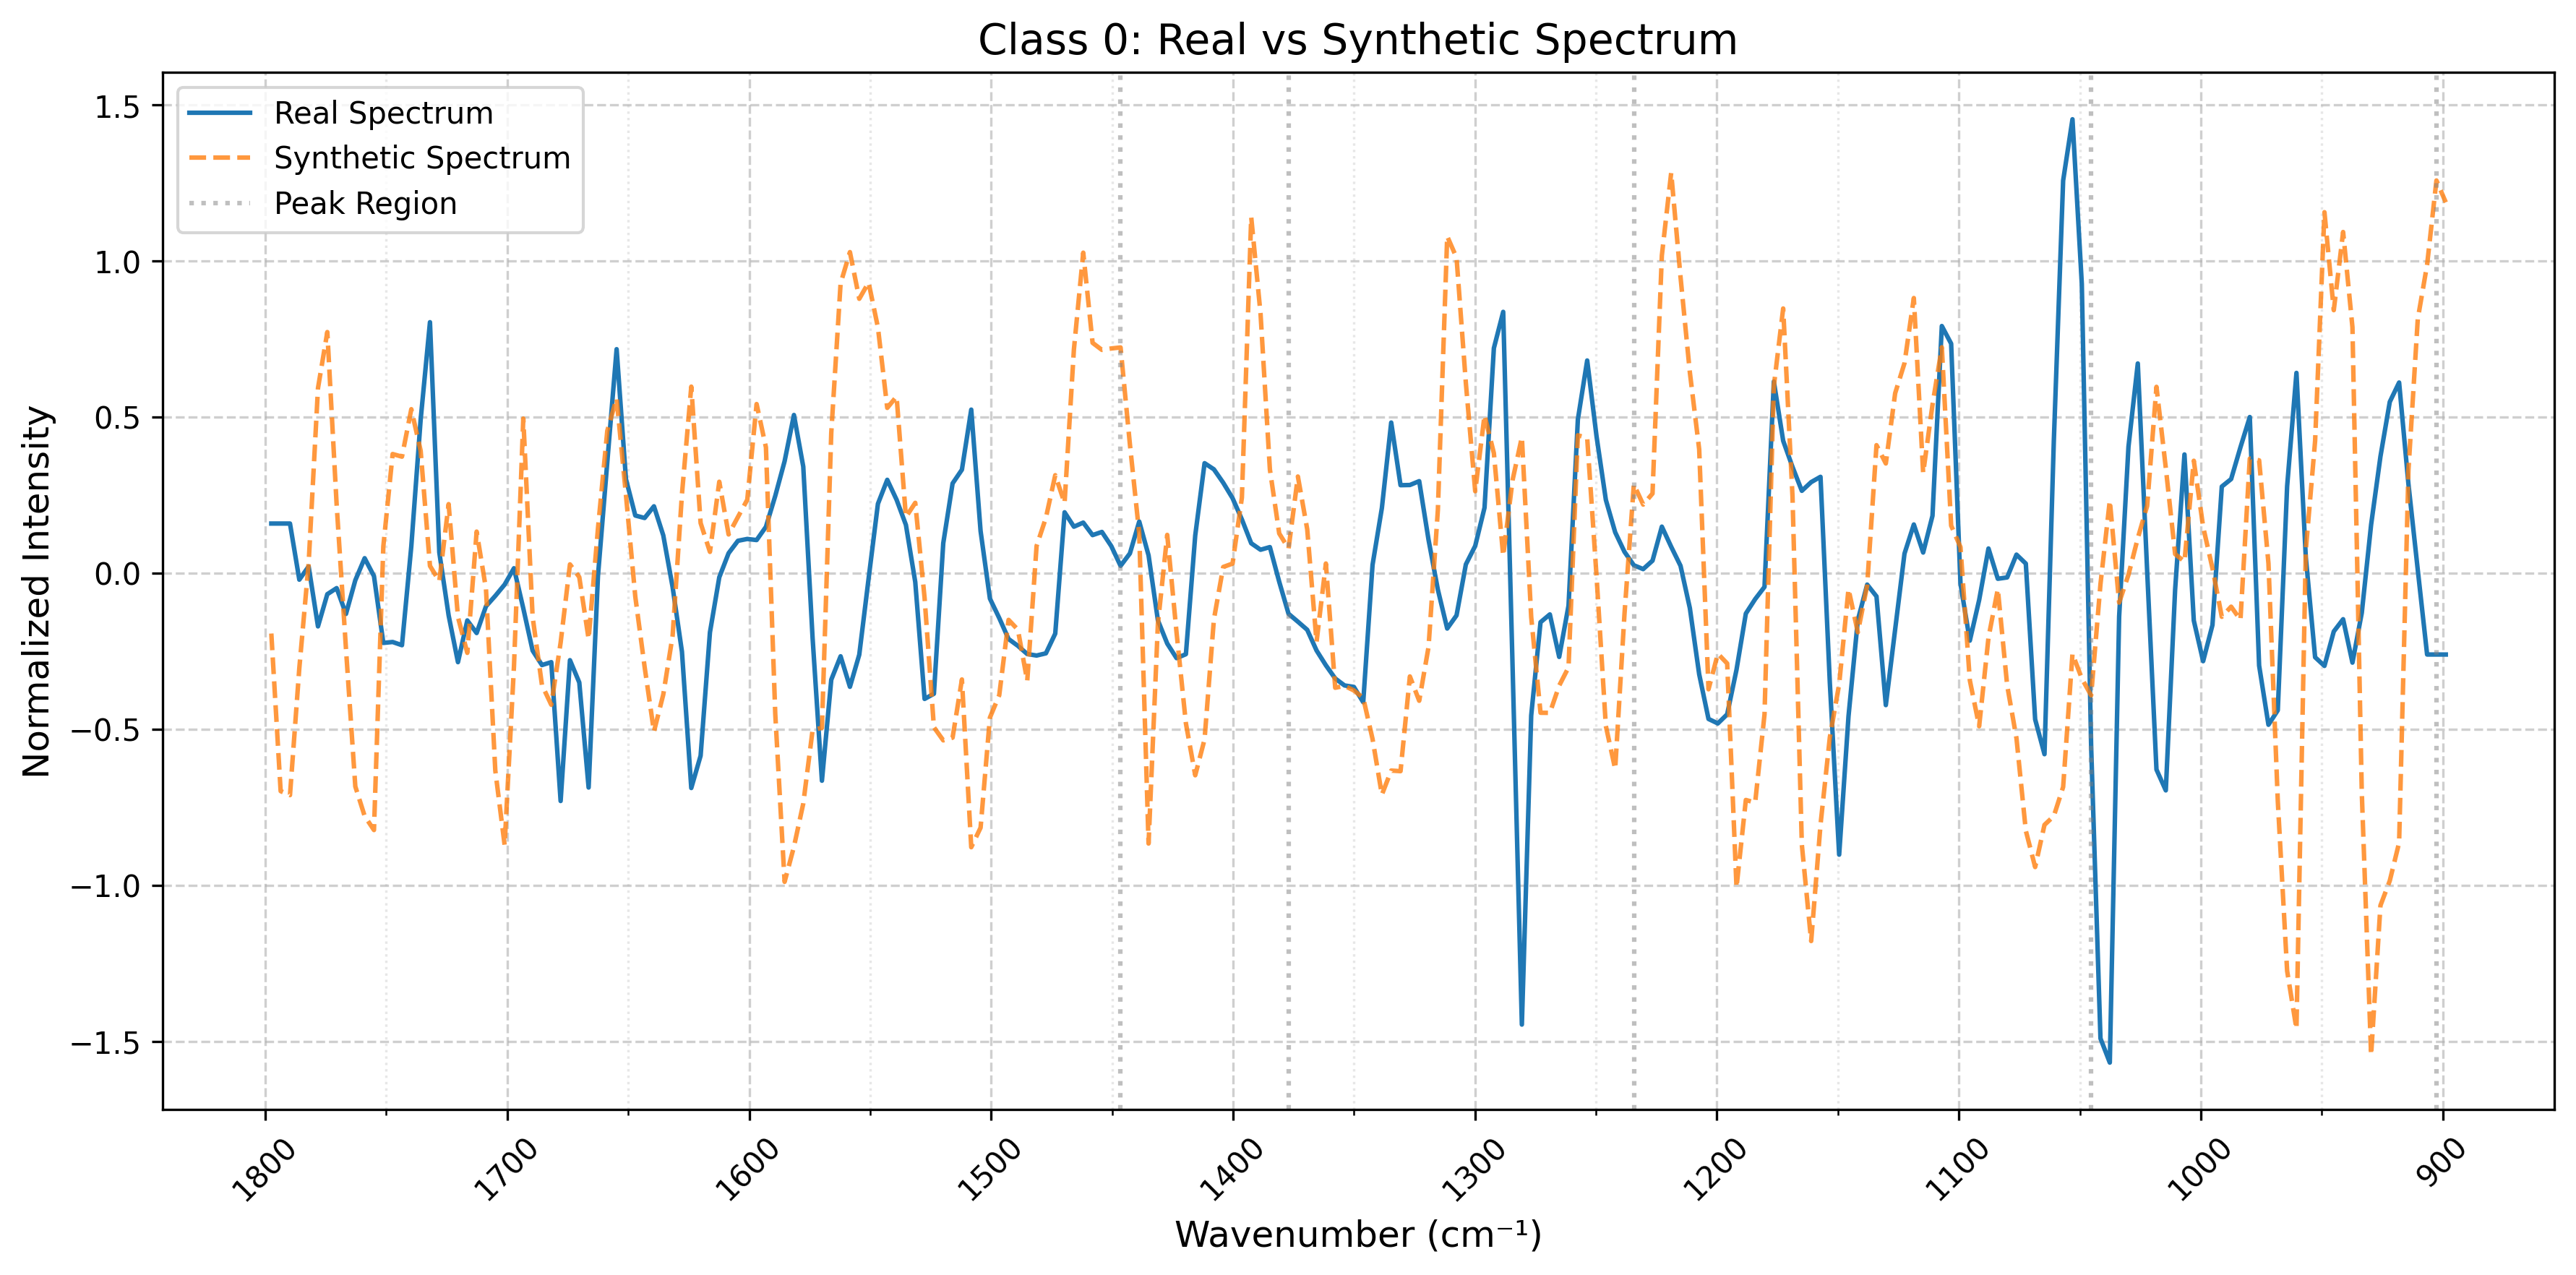 Class 0: Real vs Synthetic Spectrum
Real Spectrum
Synthetic Spectrum
Peak Region
Normalized Intensity
1.5
1.0
0.5
0.0
−0.5
−1.0
−1.5
1800 1700 1600 1500 1400 1300 1200 1100 1000 900
Wavenumber (cm⁻¹)